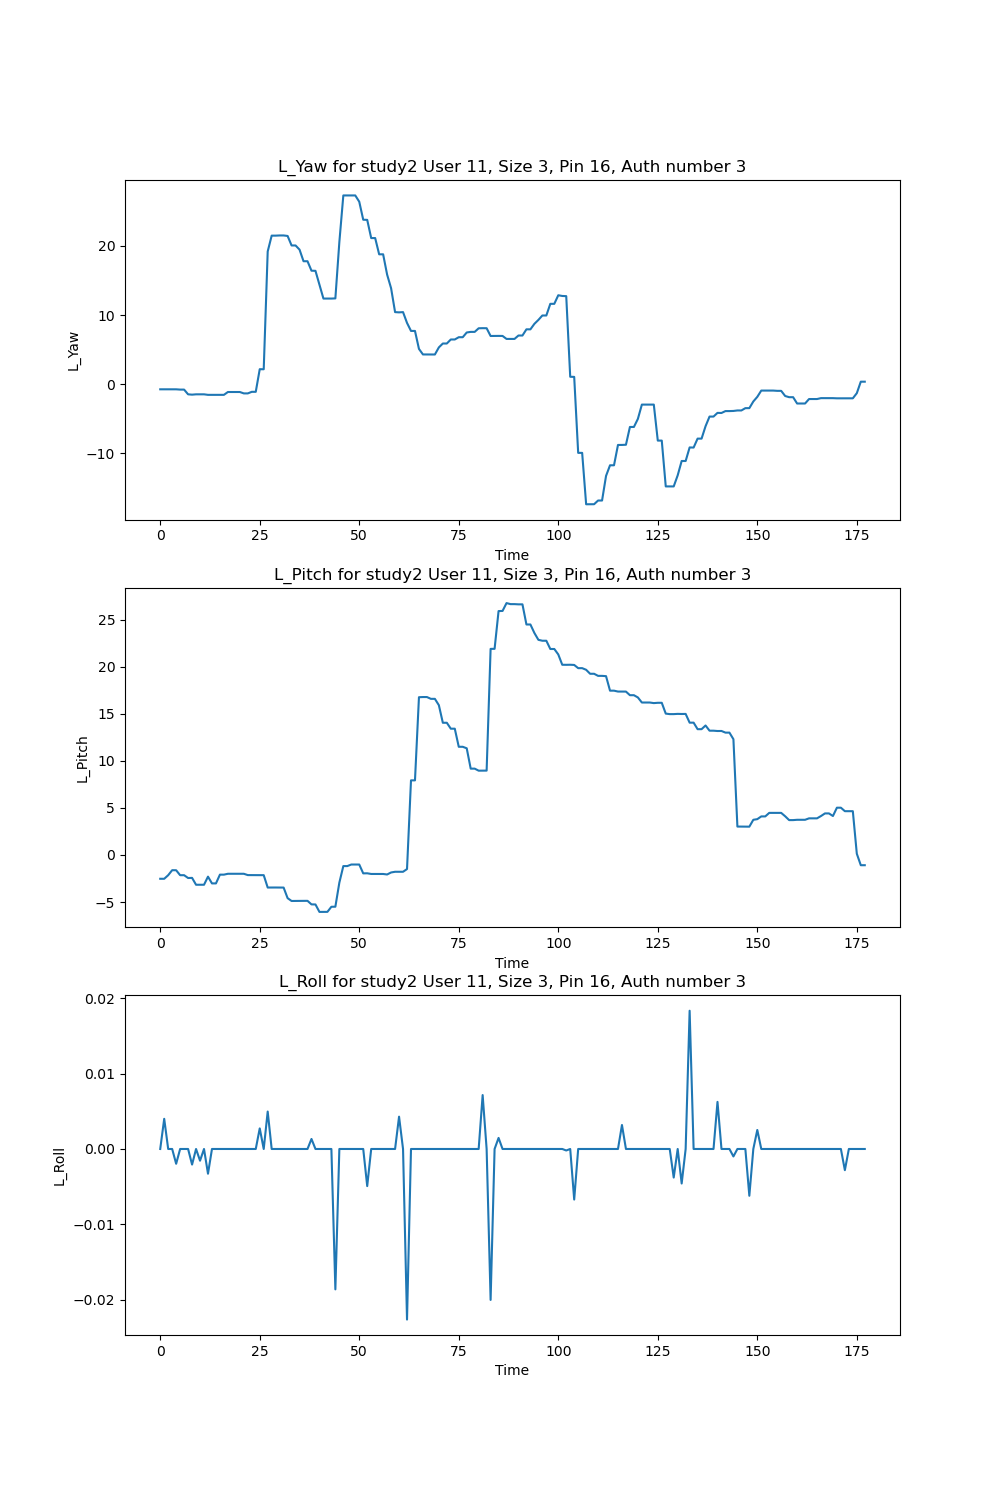 L_Yaw for study2 User 11, Size 3, Pin 16, Auth number 3
20
10
0
−10
L_Yaw
0 25 50 75 100 125 150 175
Time
L_Pitch for study2 User 11, Size 3, Pin 16, Auth number 3
25
20
15
10
5
0
−5
L_Pitch
0 25 50 75 100 125 150 175
Time
L_Roll for study2 User 11, Size 3, Pin 16, Auth number 3
0.02
0.01
0.00
−0.01
−0.02
L_Roll
0 25 50 75 100 125 150 175
Time